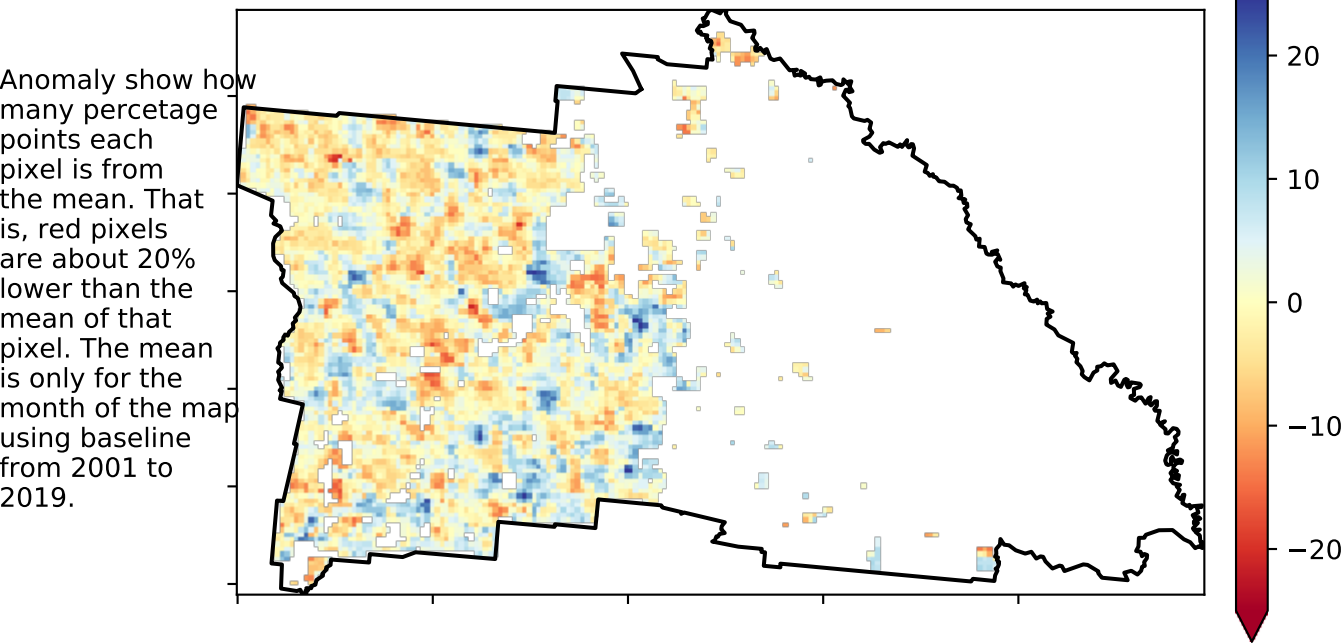 Anomaly show how
many percetage
points each
pixel is from
the mean. That
is, red pixels
are about 20%
lower than the
mean of that
pixel. The mean
is only for the
month of the map
using baseline
from 2001 to
2019.
20
10
0
−10
−20